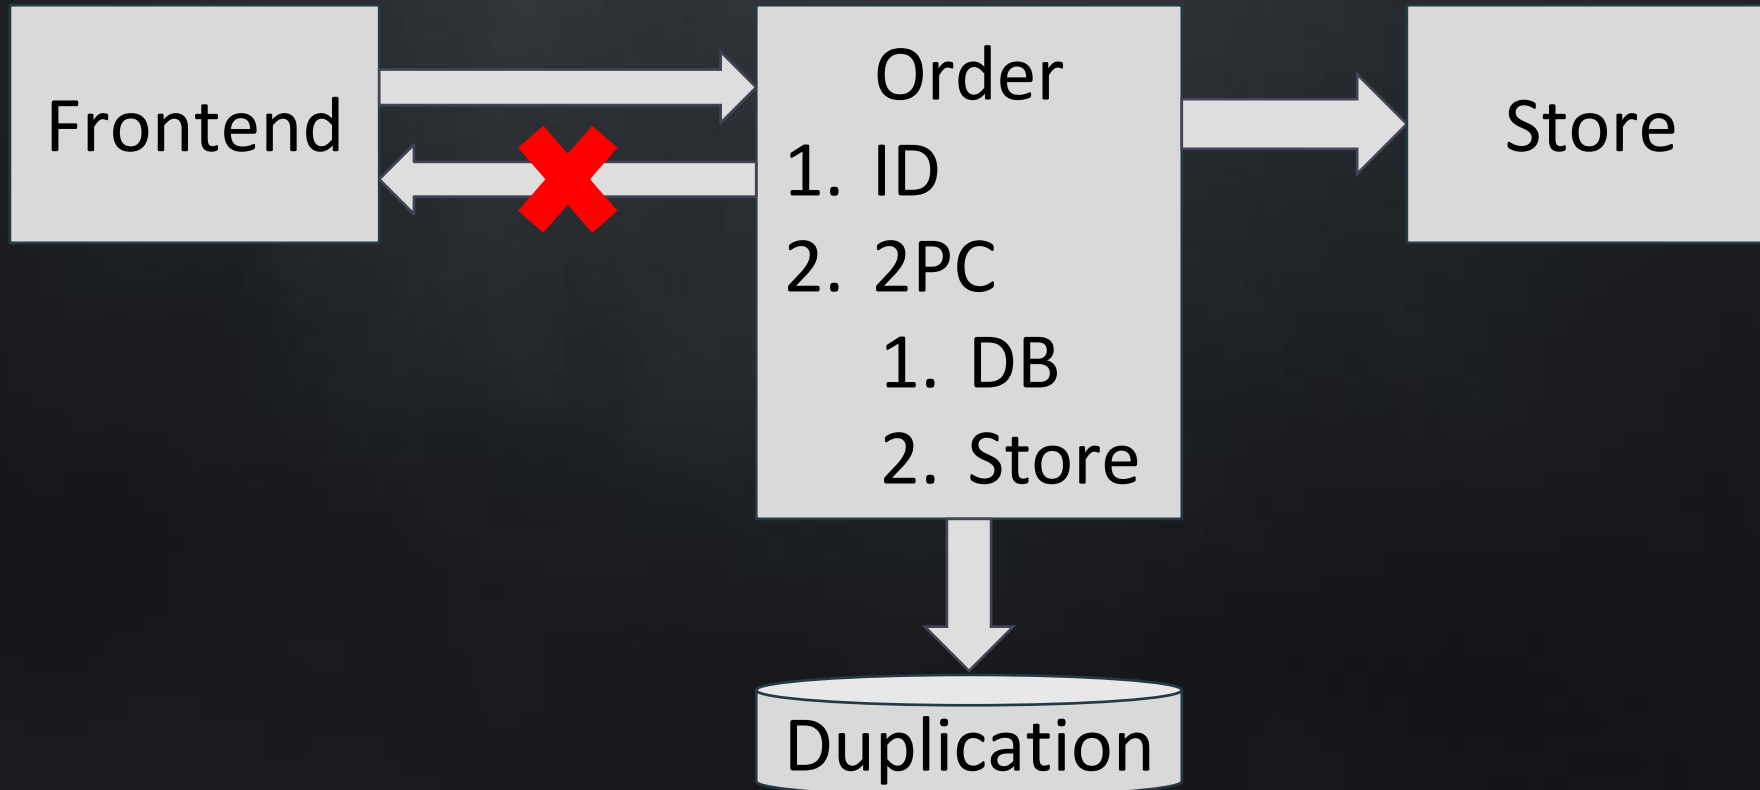 Frontend
Order
1. ID
2. 2PC
1. DB
2. Store
Store
Duplication